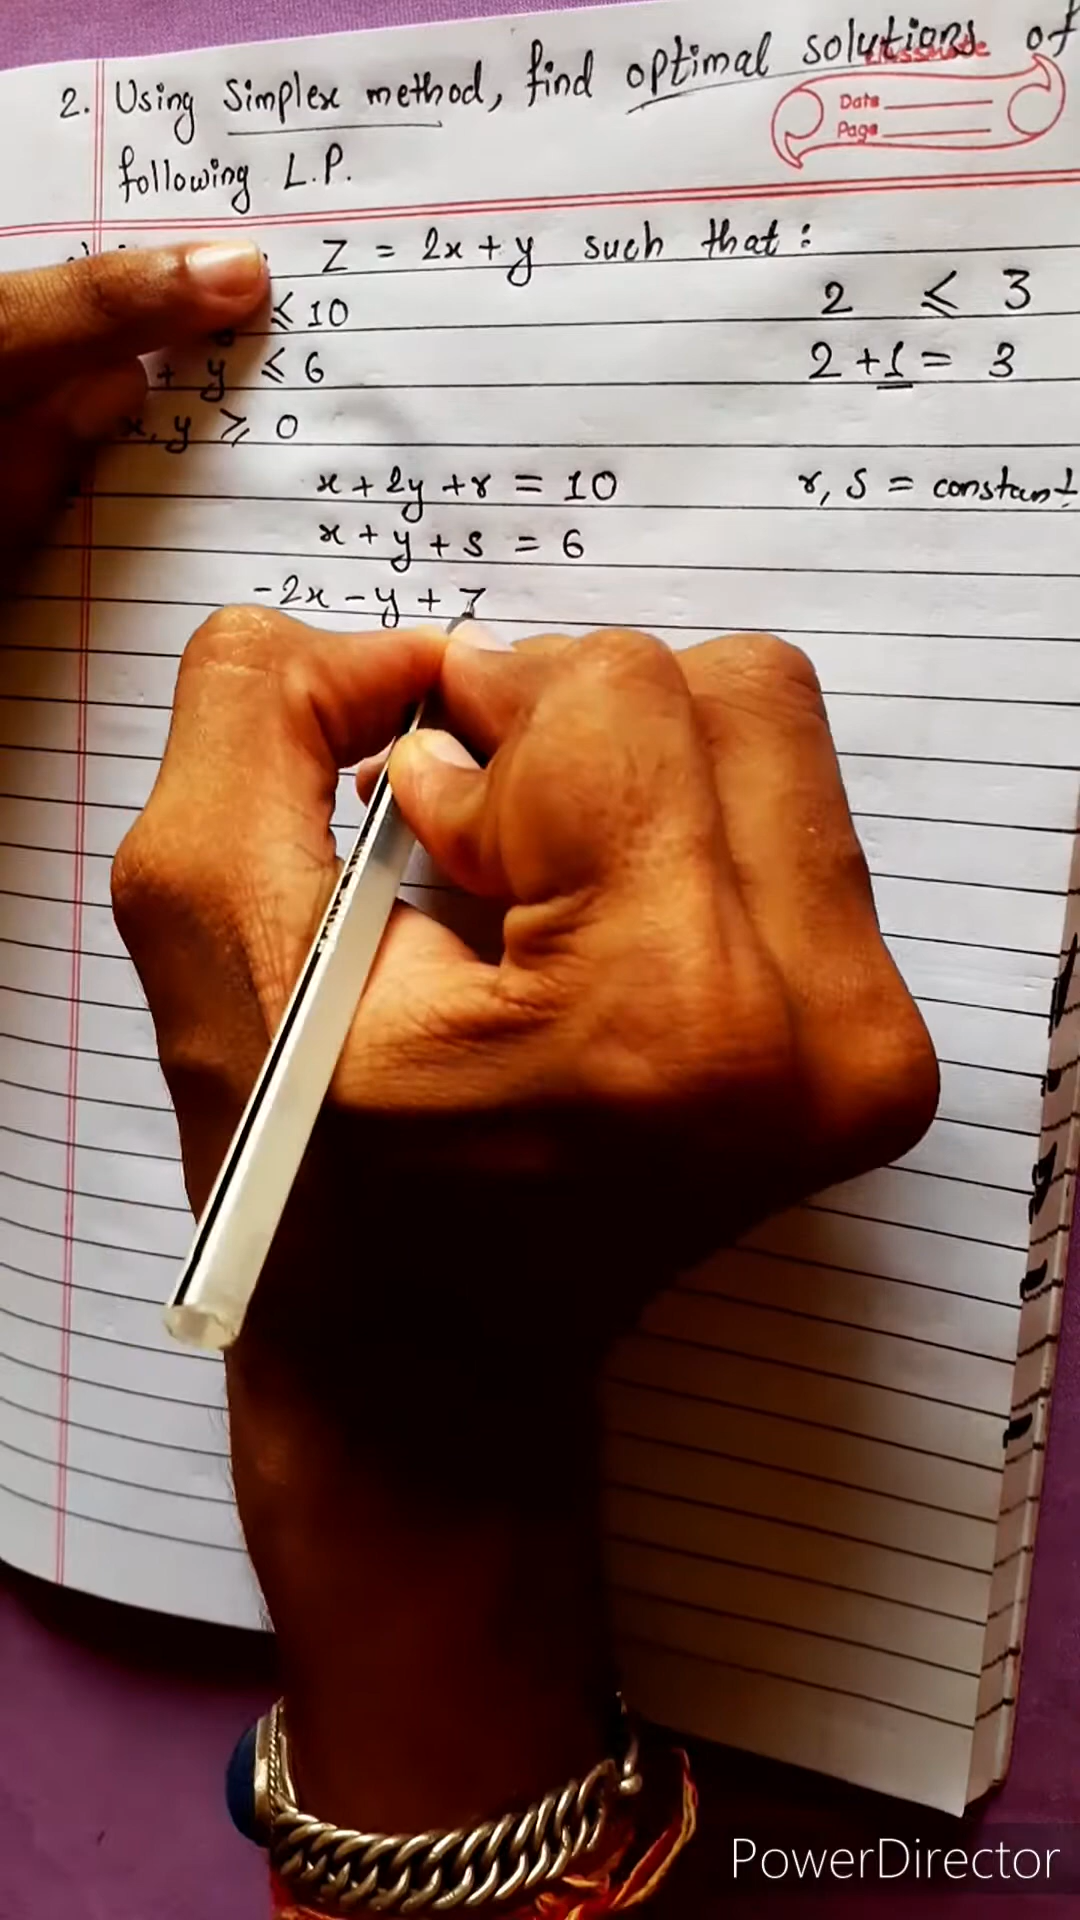 2. Using Simplex method, find optimal solutions of
classmate
Date
Page
following L.P.
Z = 2x + y such that :
⩽ 10
2 ⩽ 3
+ y ⩽ 6
2 + 1 = 3
x, y ⩾ 0
x + 2y + r = 10
r, s = constant
x + y + s = 6
-2x - y + Z
PowerDirector